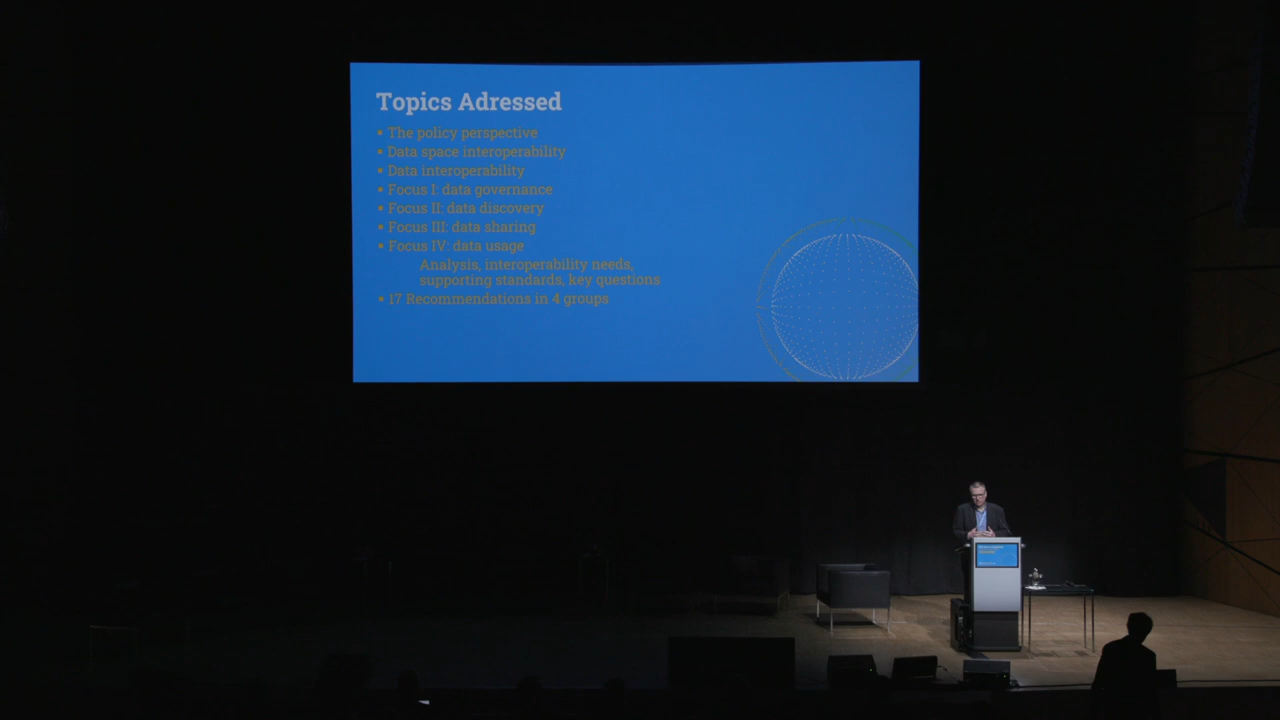 Topics Adressed
▪ The policy perspective
▪ Data space interoperability
▪ Data interoperability
▪ Focus I: data governance
▪ Focus II: data discovery
▪ Focus III: data sharing
▪ Focus IV: data usage
Analysis, interoperability needs,
supporting standards, key questions
▪ 17 Recommendations in 4 groups